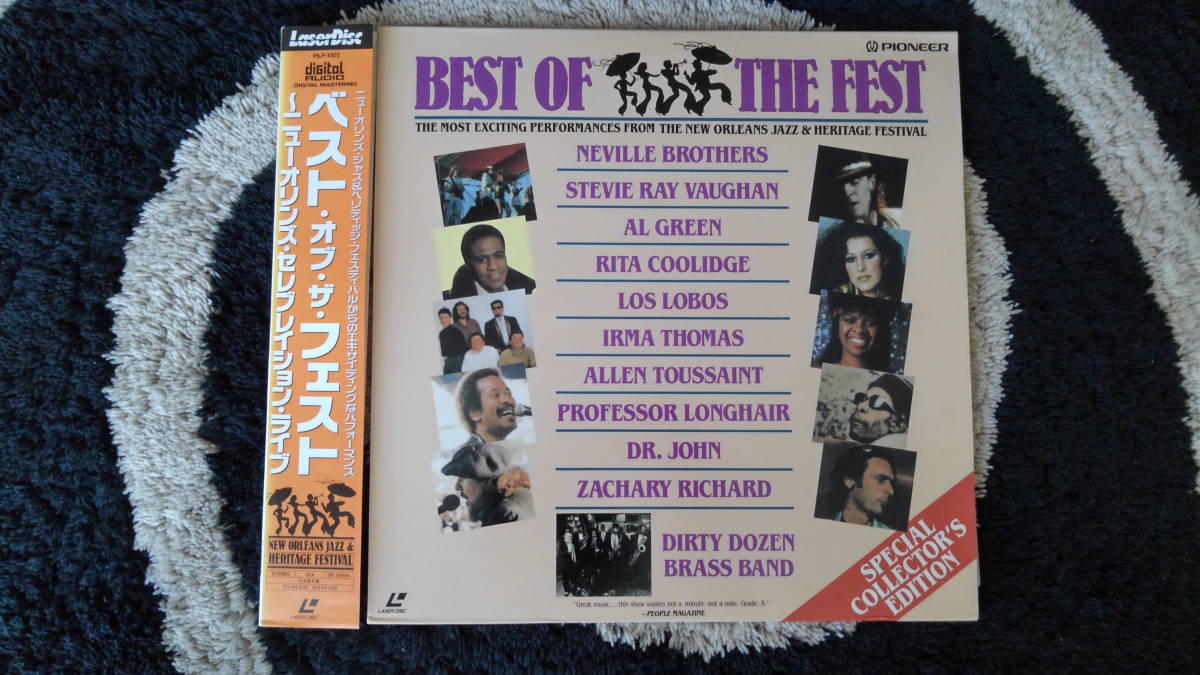 LaserDisc
PILP-1002
digital
AUDIO
DIGITAL MASTERING
ニューオリンズ・ジャズ&ヘリティッジ・フェスティバルからのエキサイティングなパフォーマンス
ベスト・オブ・ザ・フェスト
〜ニューオリンズ・セレブレイション・ライブ
NEW ORLEANS JAZZ &
HERITAGE FESTIVAL
STEREO
CLV
LASER DISC
PIONEER
BEST OF THE FEST
THE MOST EXCITING PERFORMANCES FROM THE NEW ORLEANS JAZZ & HERITAGE FESTIVAL
NEVILLE BROTHERS
STEVIE RAY VAUGHAN
AL GREEN
RITA COOLIDGE
LOS LOBOS
IRMA THOMAS
ALLEN TOUSSAINT
PROFESSOR LONGHAIR
DR. JOHN
ZACHARY RICHARD
DIRTY DOZEN
BRASS BAND
SPECIAL
COLLECTOR'S
EDITION
"Great music... this show wastes not a minute, not a note. Grade: A."
—PEOPLE MAGAZINE
LASER DISC